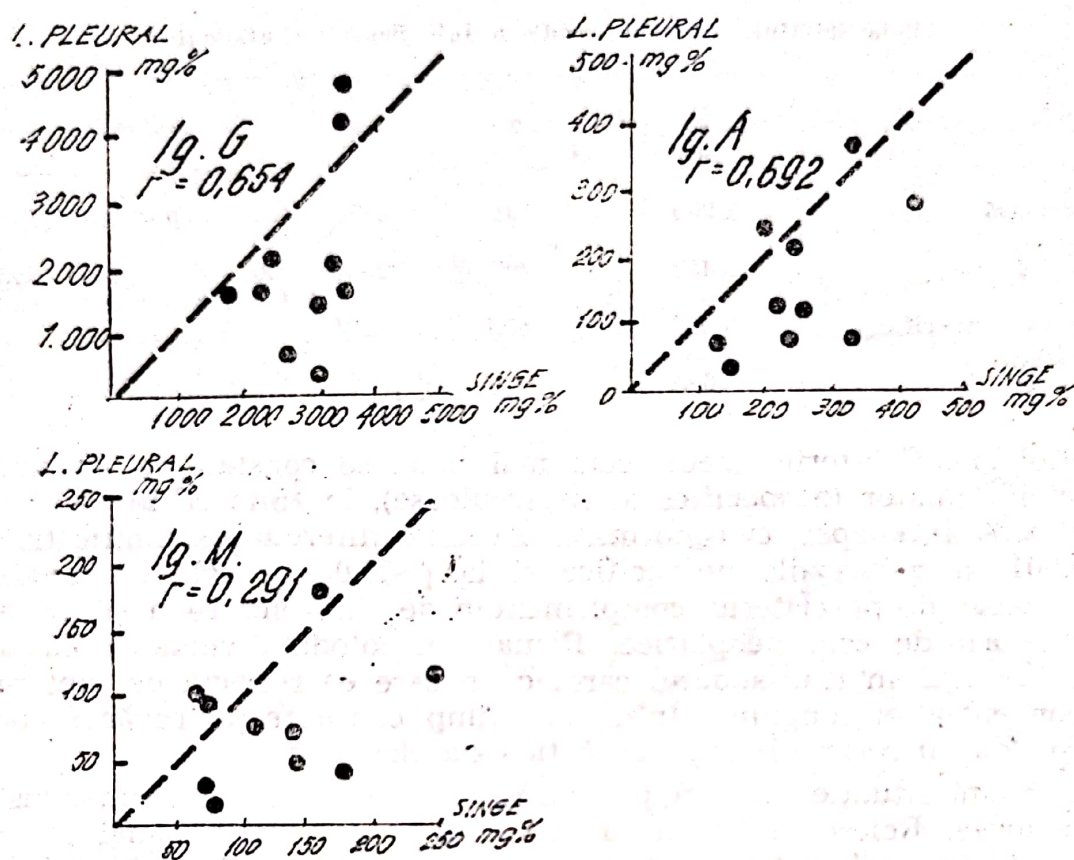 L. PLEURAL
mg%
5000
4000
3000
2000
1.000
Ig. G
r = 0,654
1000 2000 3000 4000 5000
SINGE
mg%
L. PLEURAL
500 mg%
400
300
200
100
0
Ig. A
r = 0,692
100 200 300 400 500
SINGE
mg%
L. PLEURAL
mg%
250
200
160
100
50
Ig. M.
r = 0,291
50 100 150 200 250
SINGE
mg%